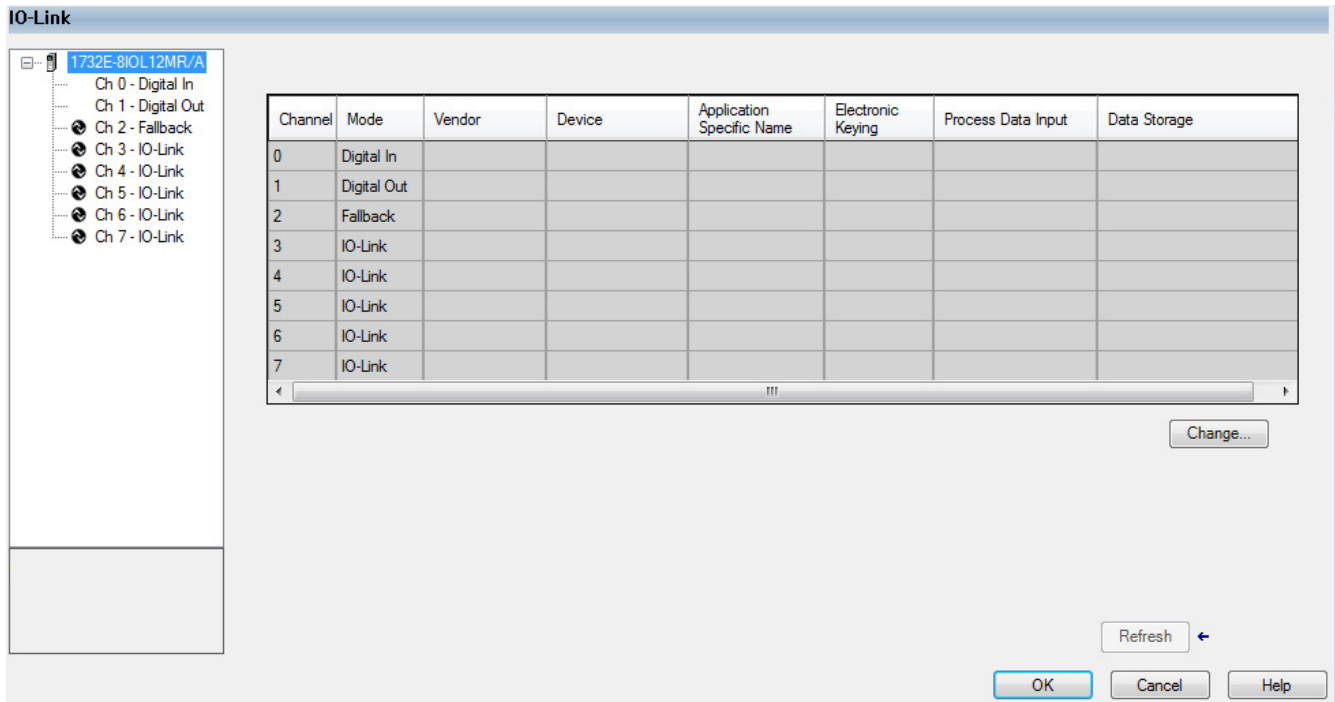 IO-Link
1732E-8IOL12MR/A
Ch 0 - Digital In
Ch 1 - Digital Out
Ch 2 - Fallback
Ch 3 - IO-Link
Ch 4 - IO-Link
Ch 5 - IO-Link
Ch 6 - IO-Link
Ch 7 - IO-Link
Channel Mode Vendor Device Application Specific Name Electronic Keying Process Data Input Data Storage
0 Digital In
1 Digital Out
2 Fallback
3 IO-Link
4 IO-Link
5 IO-Link
6 IO-Link
7 IO-Link
Change...
Refresh
OK Cancel Help